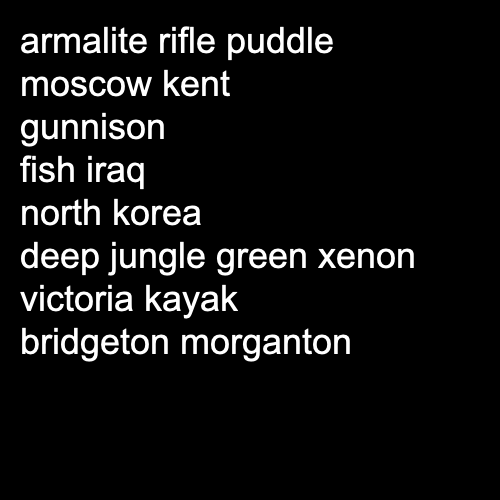 armalite rifle puddle
moscow kent
gunnison
fish iraq
north korea
deep jungle green xenon
victoria kayak
bridgeton morganton